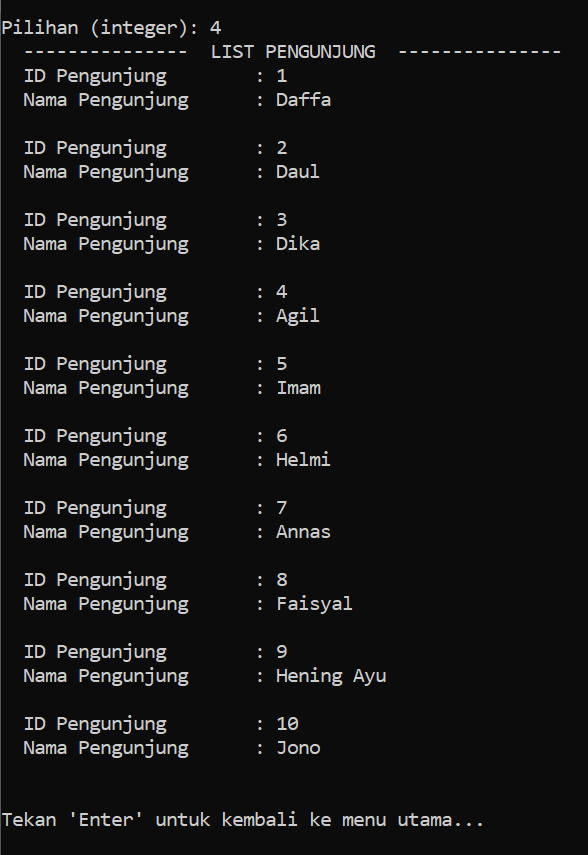 Pilihan (integer): 4
---------------  LIST PENGUNJUNG  ---------------
ID Pengunjung        : 1
Nama Pengunjung      : Daffa
ID Pengunjung        : 2
Nama Pengunjung      : Daul
ID Pengunjung        : 3
Nama Pengunjung      : Dika
ID Pengunjung        : 4
Nama Pengunjung      : Agil
ID Pengunjung        : 5
Nama Pengunjung      : Imam
ID Pengunjung        : 6
Nama Pengunjung      : Helmi
ID Pengunjung        : 7
Nama Pengunjung      : Annas
ID Pengunjung        : 8
Nama Pengunjung      : Faisyal
ID Pengunjung        : 9
Nama Pengunjung      : Hening Ayu
ID Pengunjung        : 10
Nama Pengunjung      : Jono
Tekan 'Enter' untuk kembali ke menu utama...